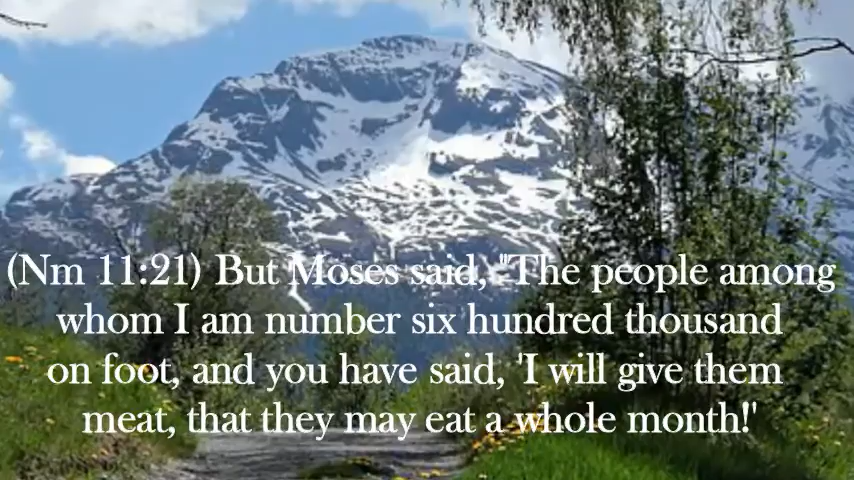 (Nm 11:21) But Moses said, "The people among
whom I am number six hundred thousand
on foot, and you have said, 'I will give them
meat, that they may eat a whole month!'